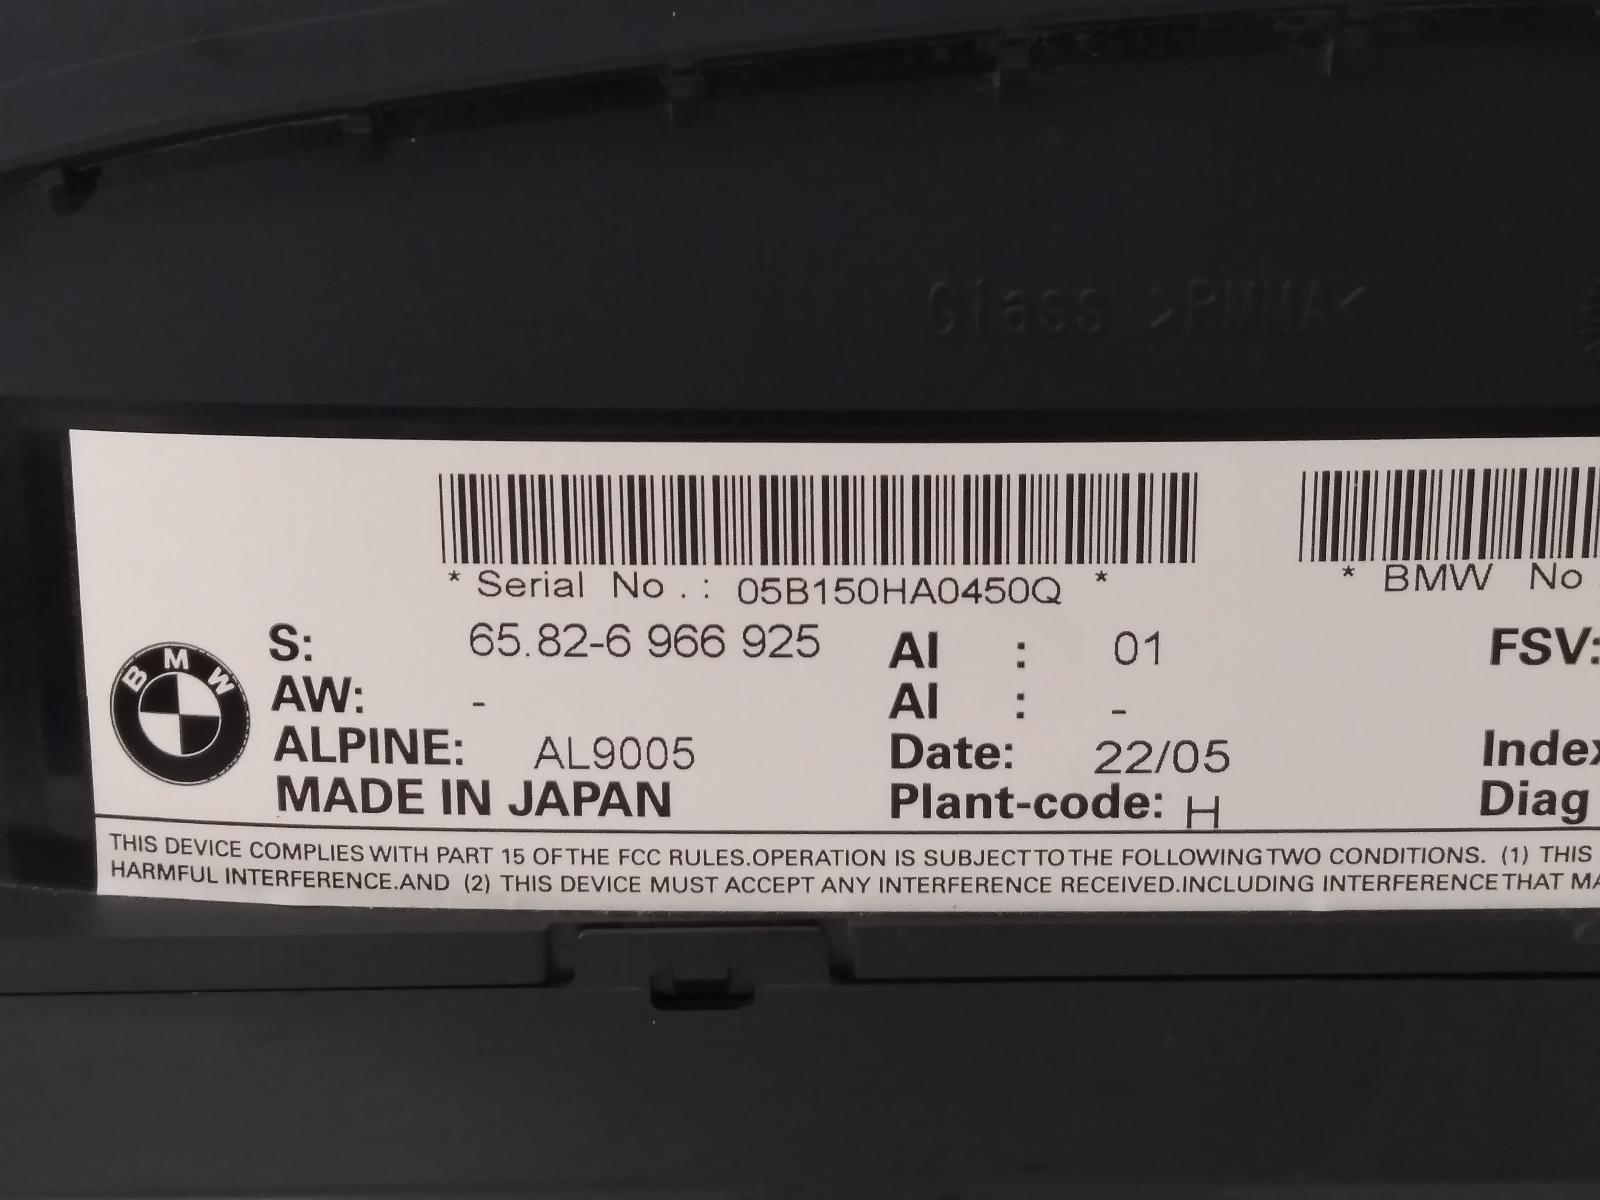 Glass >PMMA<
* Serial No.: 05B150HA0450Q *
* BMW No.
BMW
S: 65.82-6 966 925 AI : 01 FSV:
AW: - AI : -
ALPINE: AL9005 Date: 22/05 Index
MADE IN JAPAN Plant-code: H Diag
THIS DEVICE COMPLIES WITH PART 15 OF THE FCC RULES.OPERATION IS SUBJECT TO THE FOLLOWING TWO CONDITIONS. (1) THIS
HARMFUL INTERFERENCE.AND (2) THIS DEVICE MUST ACCEPT ANY INTERFERENCE RECEIVED.INCLUDING INTERFERENCE THAT